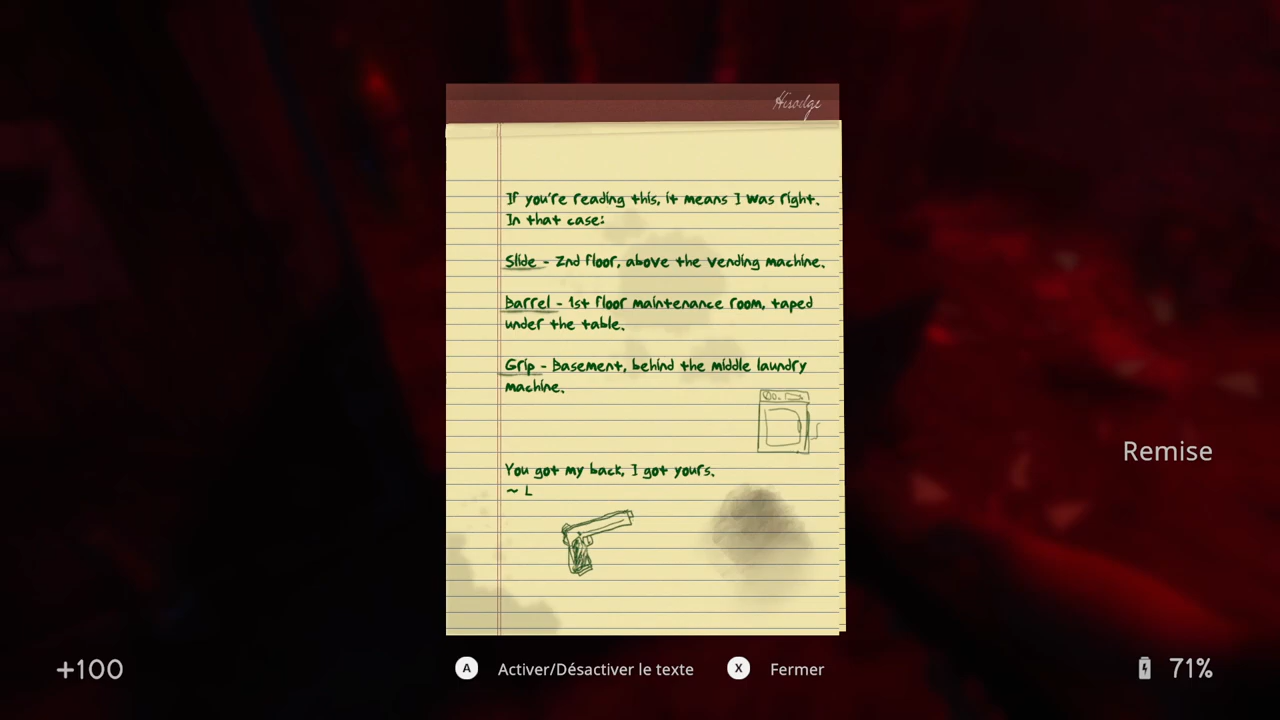 Hisodge
If you're reading this, it means I was right.
In that case:
Slide - 2nd floor, above the vending machine.
Barrel - 1st floor maintenance room, taped
under the table.
Grip - Basement, behind the middle laundry
machine.
You got my back, I got yours.
~ L
Remise
+100
A Activer/Désactiver le texte X Fermer
71%